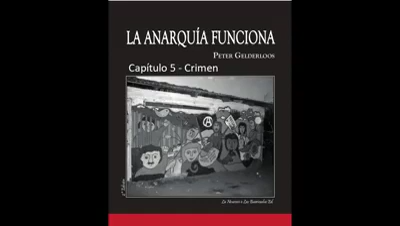 LA ANARQUÍA FUNCIONA
PETER GELDERLOOS
Capítulo 5 - Crimen